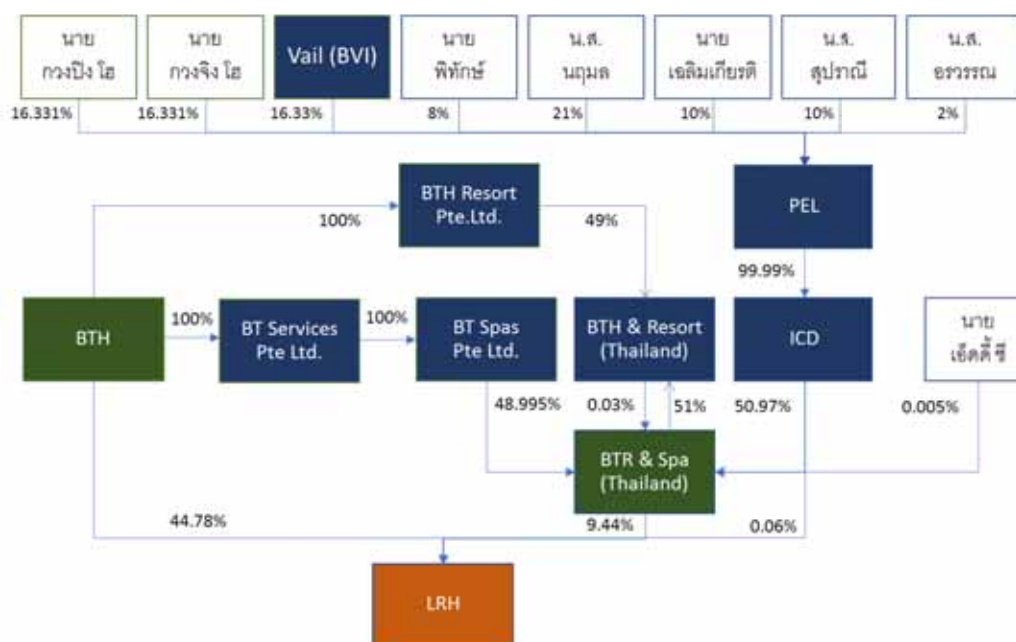 นาย
กวงปิง โฮ
นาย
กวงจิง โฮ
Vail (BVI)
นาย
พิทักษ์
น.ส.
นฤมล
นาย
เฉลิมเกียรติ
น.ส.
สุปราณี
น.ส.
อรวรรณ
16.331%
16.331%
16.33%
8%
21%
10%
10%
2%
BTH Resort
Pte.Ltd.
PEL
100%
49%
99.99%
BTH
100%
BT Services
Pte Ltd.
100%
BT Spas
Pte Ltd.
BTH & Resort
(Thailand)
ICD
นาย
เอ็ดดี้ ซี
48.995%
0.03%
51%
50.97%
0.005%
BTR & Spa
(Thailand)
44.78%
9.44%
0.06%
LRH